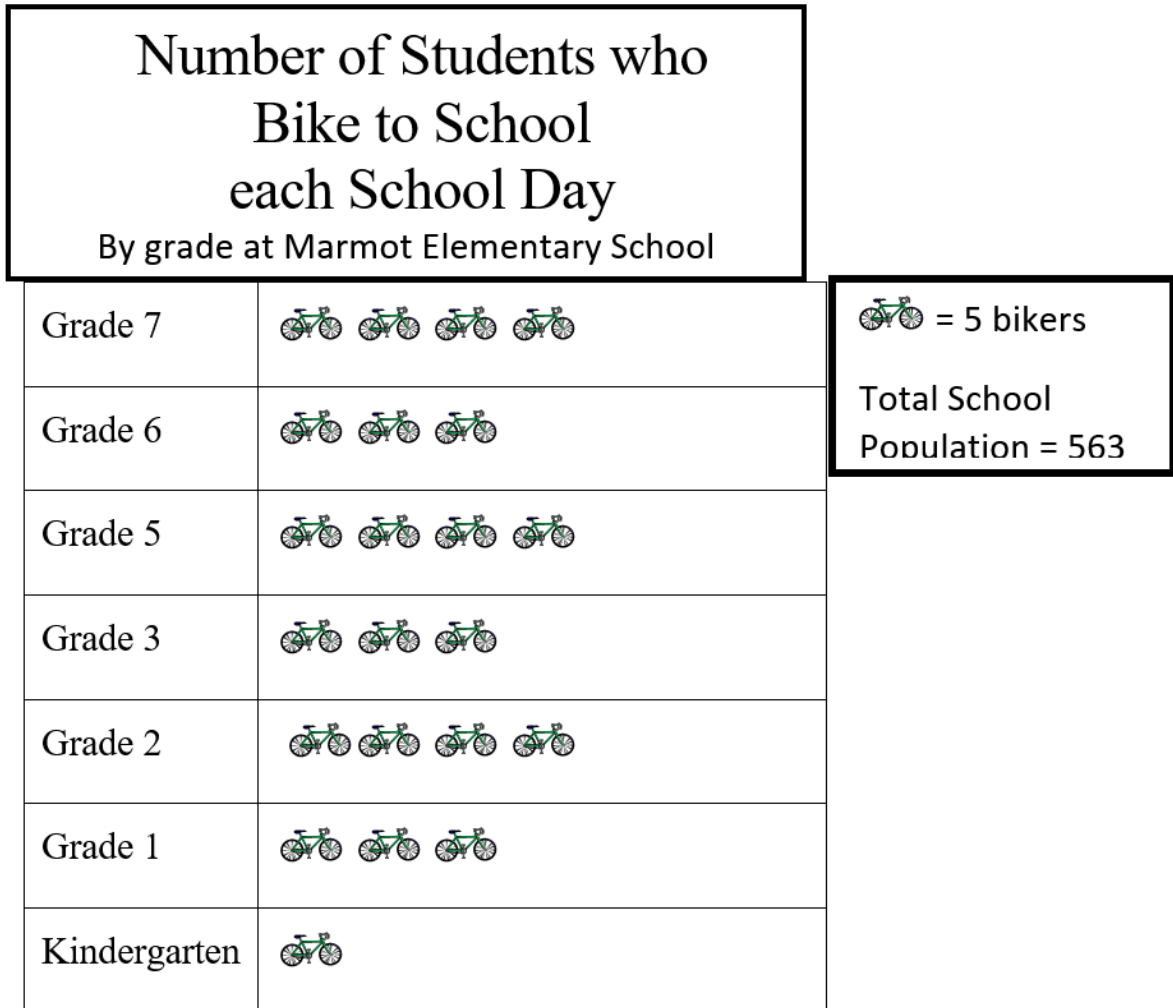 Number of Students who
Bike to School
each School Day
By grade at Marmot Elementary School
= 5 bikers
Total School
Population = 563
Grade 7
Grade 6
Grade 5
Grade 3
Grade 2
Grade 1
Kindergarten